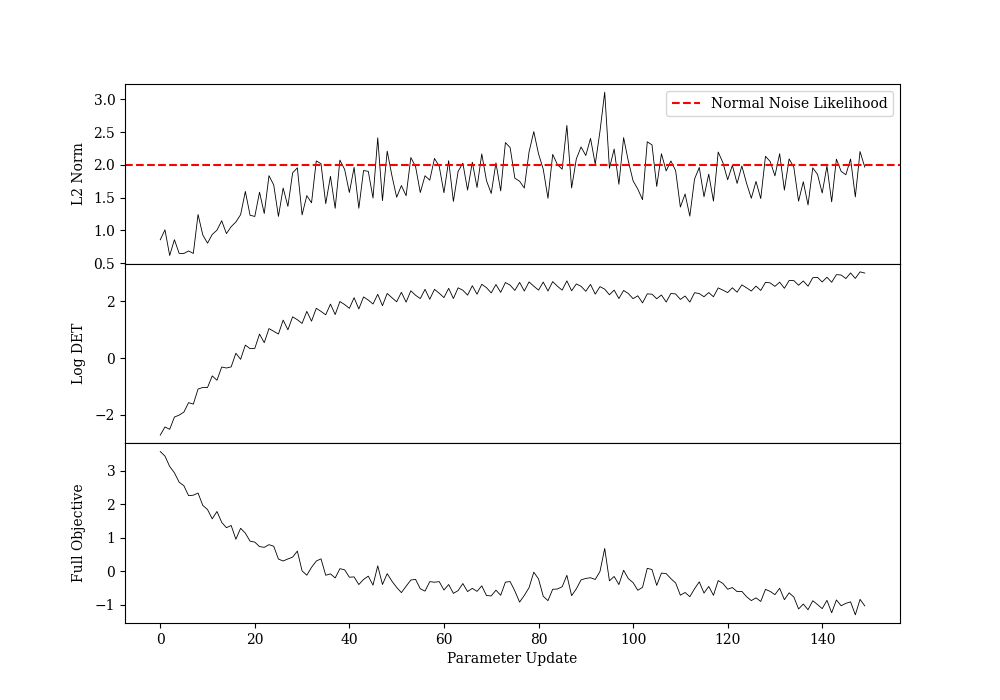 3.0
2.5
2.0
1.5
1.0
0.5
L2 Norm
Normal Noise Likelihood
2
0
−2
Log DET
3
2
1
0
−1
Full Objective
0 20 40 60 80 100 120 140
Parameter Update